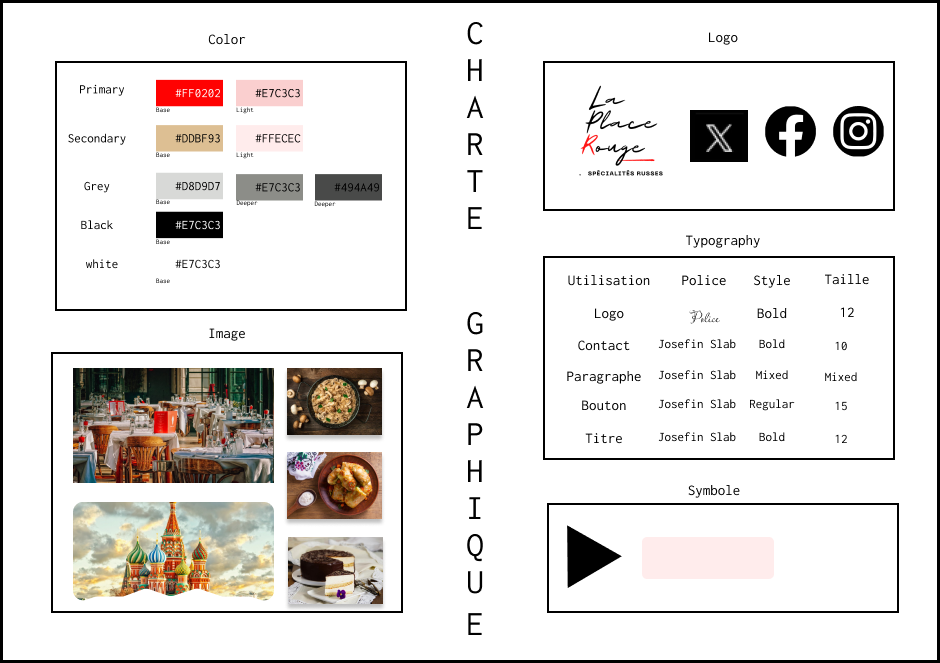 Color
Primary
#FF0202
#E7C3C3
Base
Light
Secondary
#DDBF93
#FFECEC
Base
Light
Grey
#D8D9D7
#E7C3C3
#494A49
Base
Deeper
Deeper
Black
#E7C3C3
Base
white
#E7C3C3
Base
Image
CHARTE
GRAPHIQUE
Logo
La
Place
Rouge
. SPÉCIALITÉS RUSSES
Typography
Utilisation Police Style Taille
Logo Police Bold 12
Contact Josefin Slab Bold 10
Paragraphe Josefin Slab Mixed Mixed
Bouton Josefin Slab Regular 15
Titre Josefin Slab Bold 12
Symbole